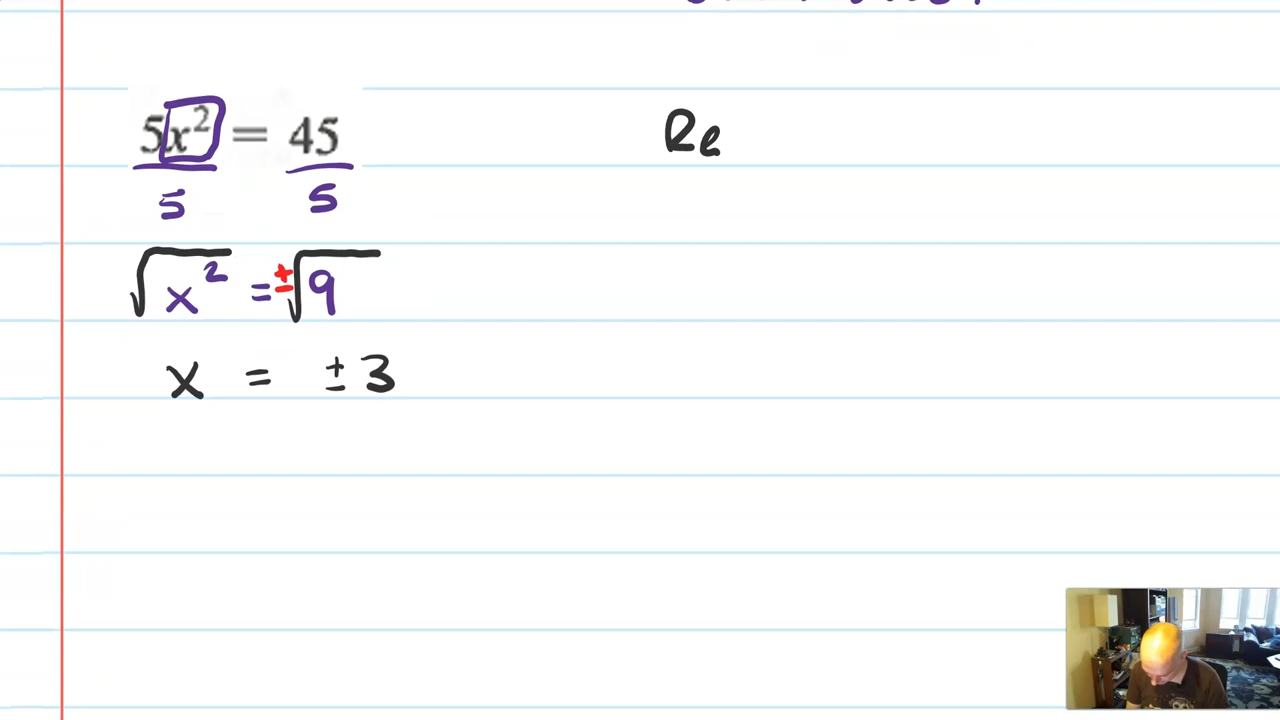 5x² = 45
5 5
√x² = ±√9
x = ±3
Re